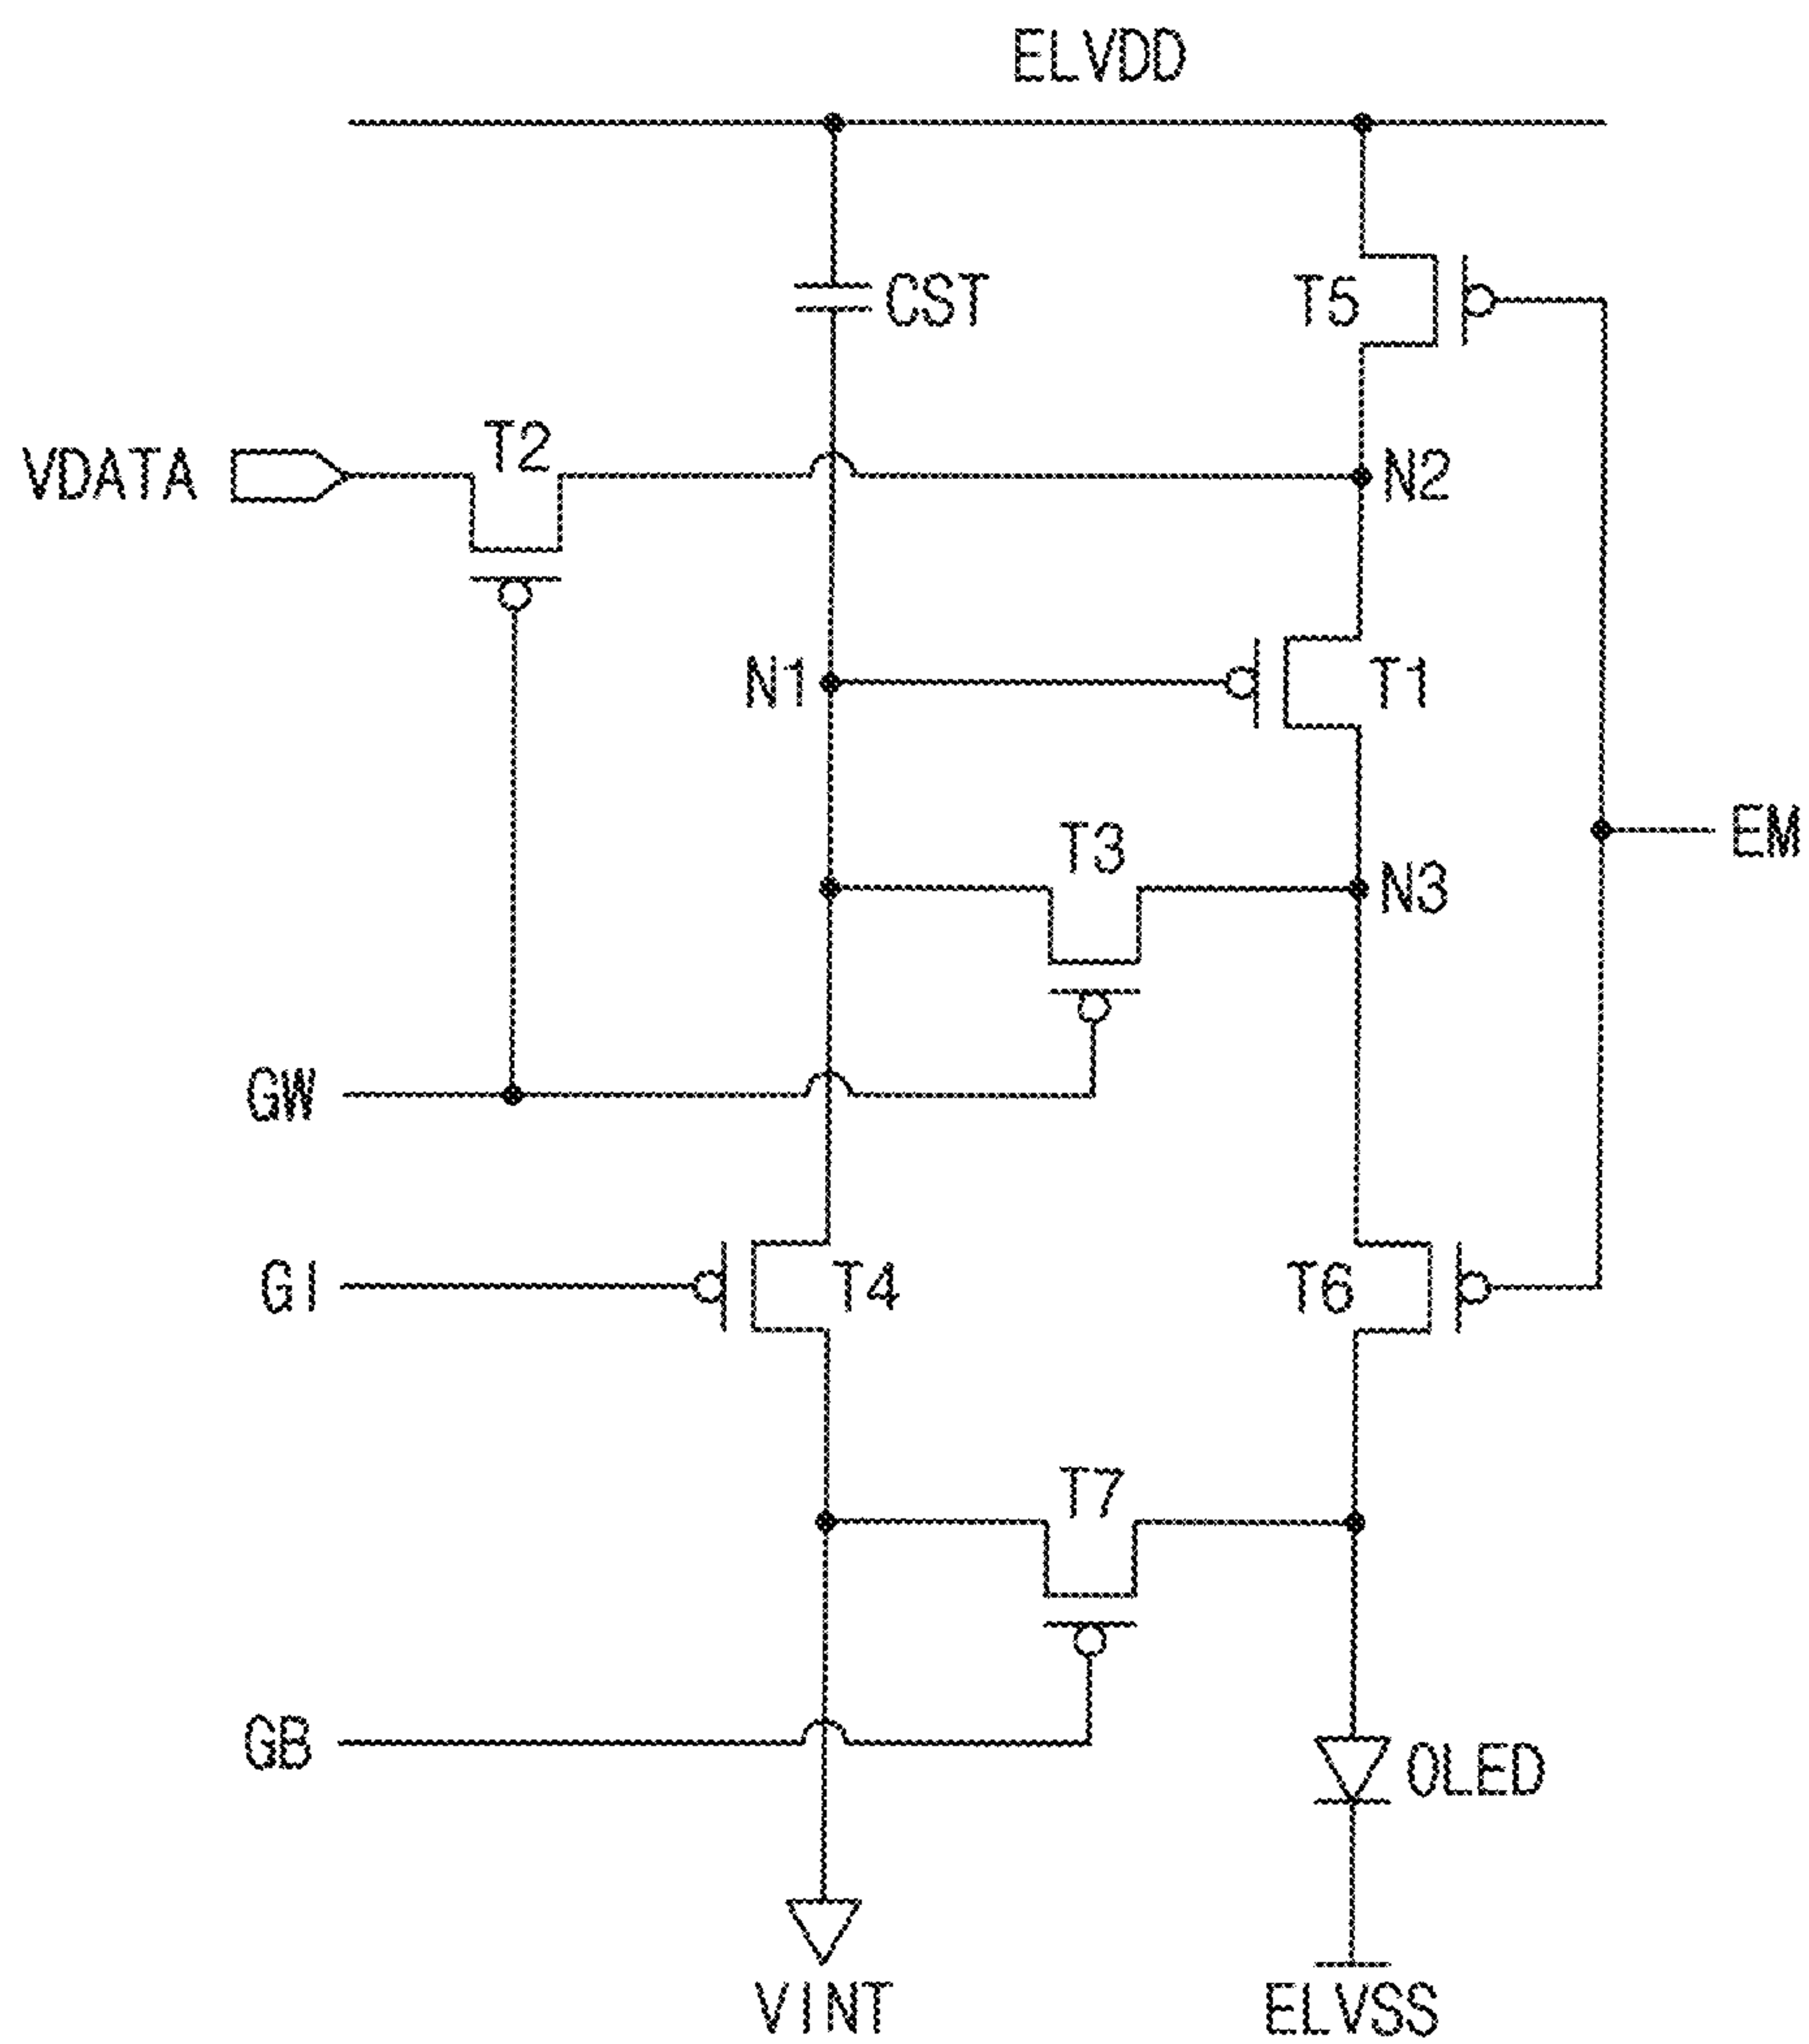 ELVDD
CST
T5
T2
VDATA
N2
N1
T1
T3
EM
N3
GW
GI
T4
T6
T7
GB
OLED
VINT
ELVSS